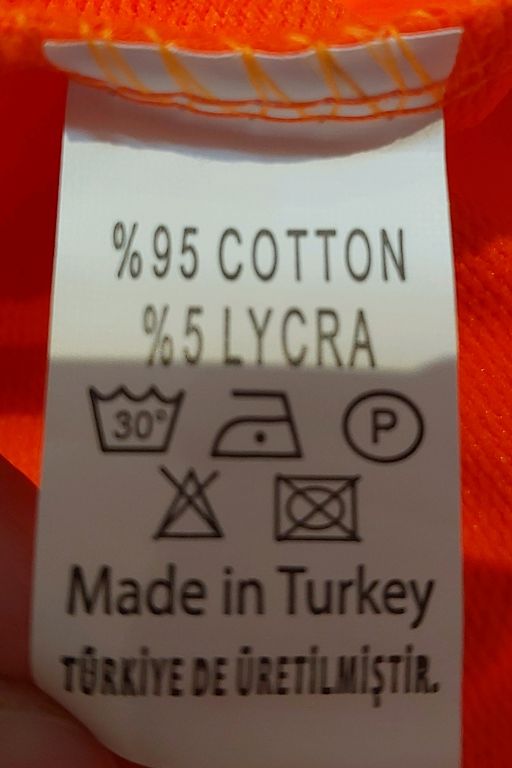 %95 COTTON
%5 LYCRA
30° P
Made in Turkey
TÜRKİYE DE ÜRETİLMİŞTİR.